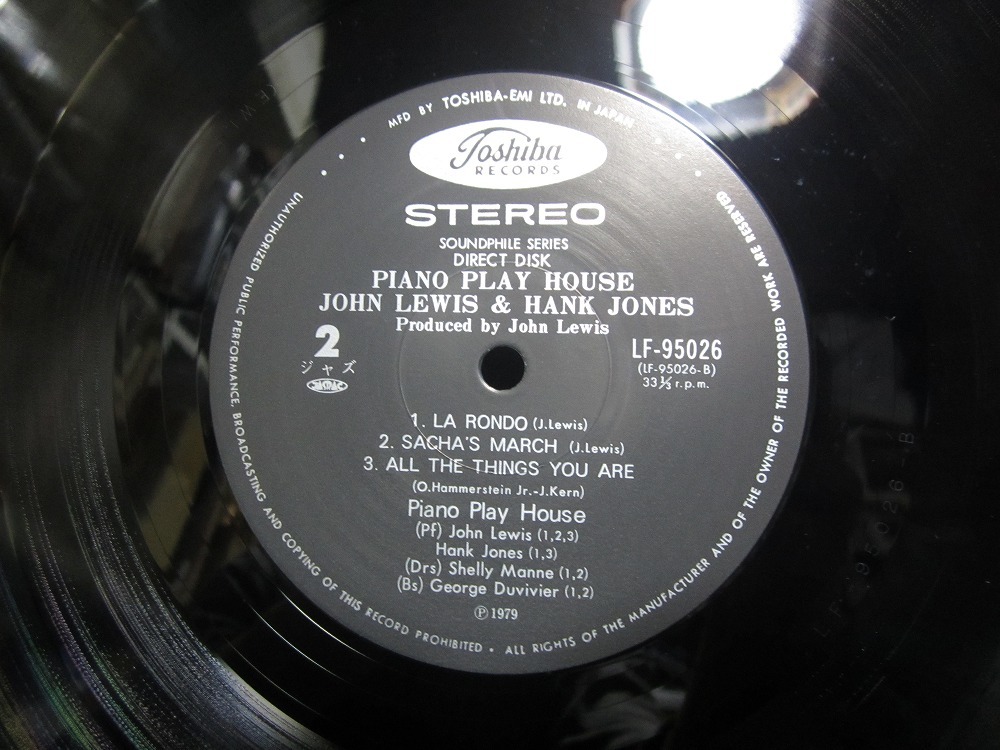 MFD BY TOSHIBA-EMI LTD. IN JAPAN
Toshiba
RECORDS
STEREO
SOUNDPHILE SERIES
DIRECT DISK
PIANO PLAY HOUSE
JOHN LEWIS & HANK JONES
Produced by John Lewis
2
ジャズ
JASRAC
LF-95026
(LF-95026-B)
33⅓ r.p.m.
1. LA RONDO (J.Lewis)
2. SACHA'S MARCH (J.Lewis)
3. ALL THE THINGS YOU ARE
(O.Hammerstein Jr.-J.Kern)
Piano Play House
(Pf) John Lewis (1,2,3)
Hank Jones (1,3)
(Drs) Shelly Manne (1,2)
(Bs) George Duvivier (1,2)
Ⓟ1979
UNAUTHORIZED PUBLIC PERFORMANCE, BROADCASTING AND COPYING OF THIS RECORD PROHIBITED • ALL RIGHTS OF THE MANUFACTURER AND OF THE OWNER OF THE RECORDED WORK ARE RESERVED
LF-95026-B